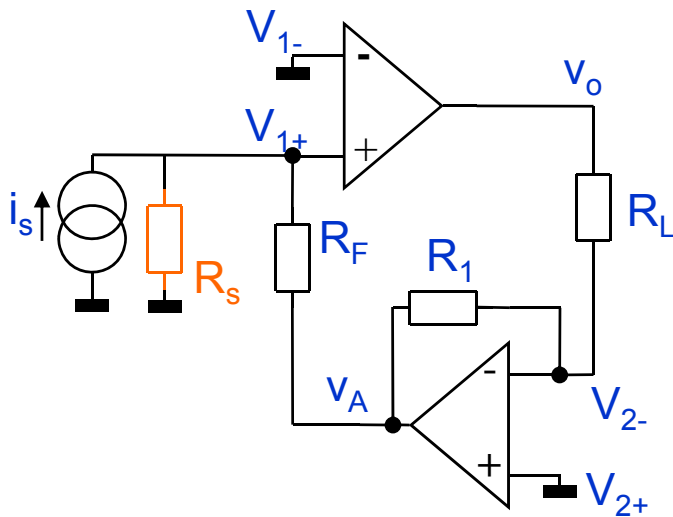 V1-
-
vo
V1+
+
is
Rs
RF
RL
R1
vA
-
V2-
+
V2+